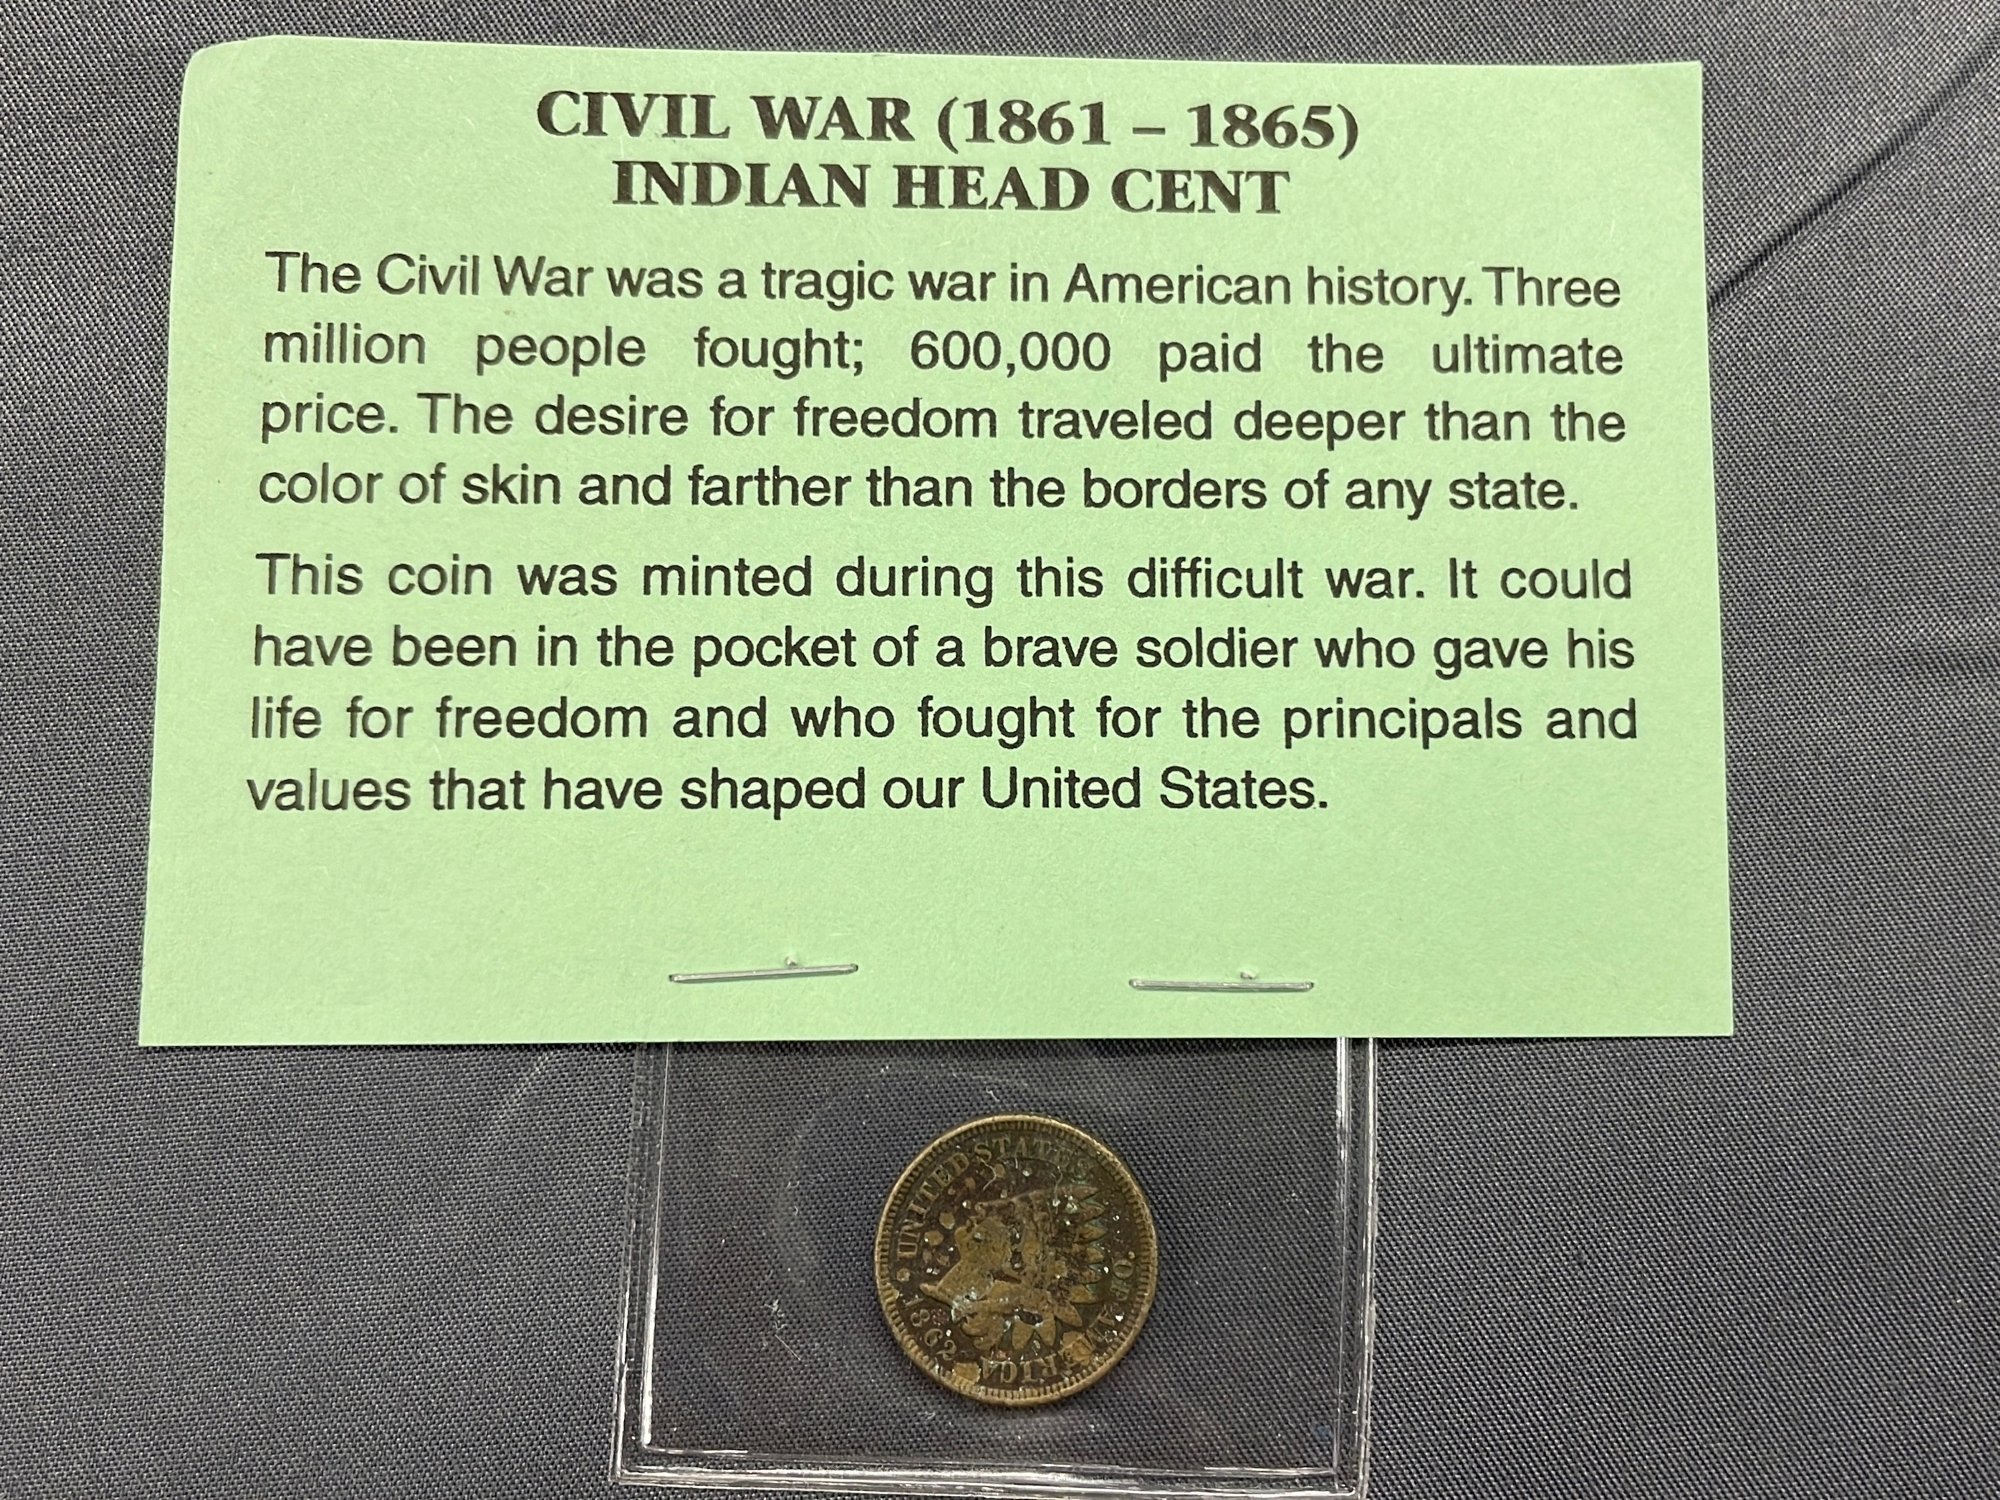 CIVIL WAR (1861 – 1865)
INDIAN HEAD CENT
The Civil War was a tragic war in American history. Three
million people fought; 600,000 paid the ultimate
price. The desire for freedom traveled deeper than the
color of skin and farther than the borders of any state.
This coin was minted during this difficult war. It could
have been in the pocket of a brave soldier who gave his
life for freedom and who fought for the principals and
values that have shaped our United States.
UNITED STATES OF AMERICA
1862